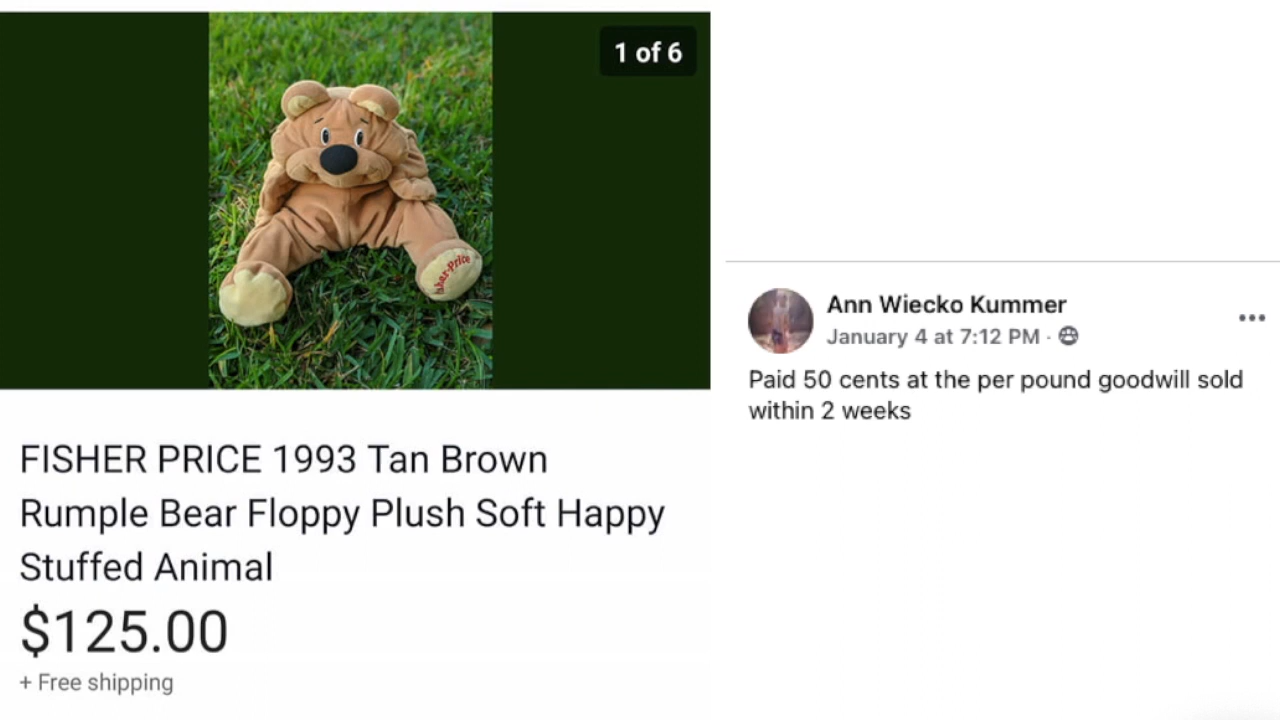 1 of 6
Fisher-Price
FISHER PRICE 1993 Tan Brown
Rumple Bear Floppy Plush Soft Happy
Stuffed Animal
$125.00
+ Free shipping
Ann Wiecko Kummer
January 4 at 7:12 PM ·
Paid 50 cents at the per pound goodwill sold
within 2 weeks